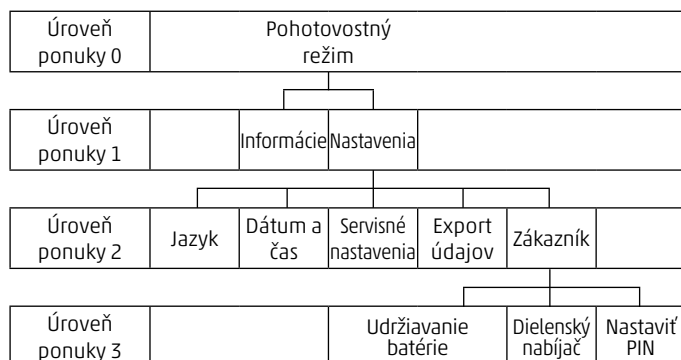 Úroveň
ponuky 0
Pohotovostný
režim
Úroveň
ponuky 1
Informácie
Nastavenia
Úroveň
ponuky 2
Jazyk
Dátum a
čas
Servisné
nastavenia
Export
údajov
Zákazník
Úroveň
ponuky 3
Udržiavanie
batérie
Dielenský
nabíjač
Nastaviť
PIN